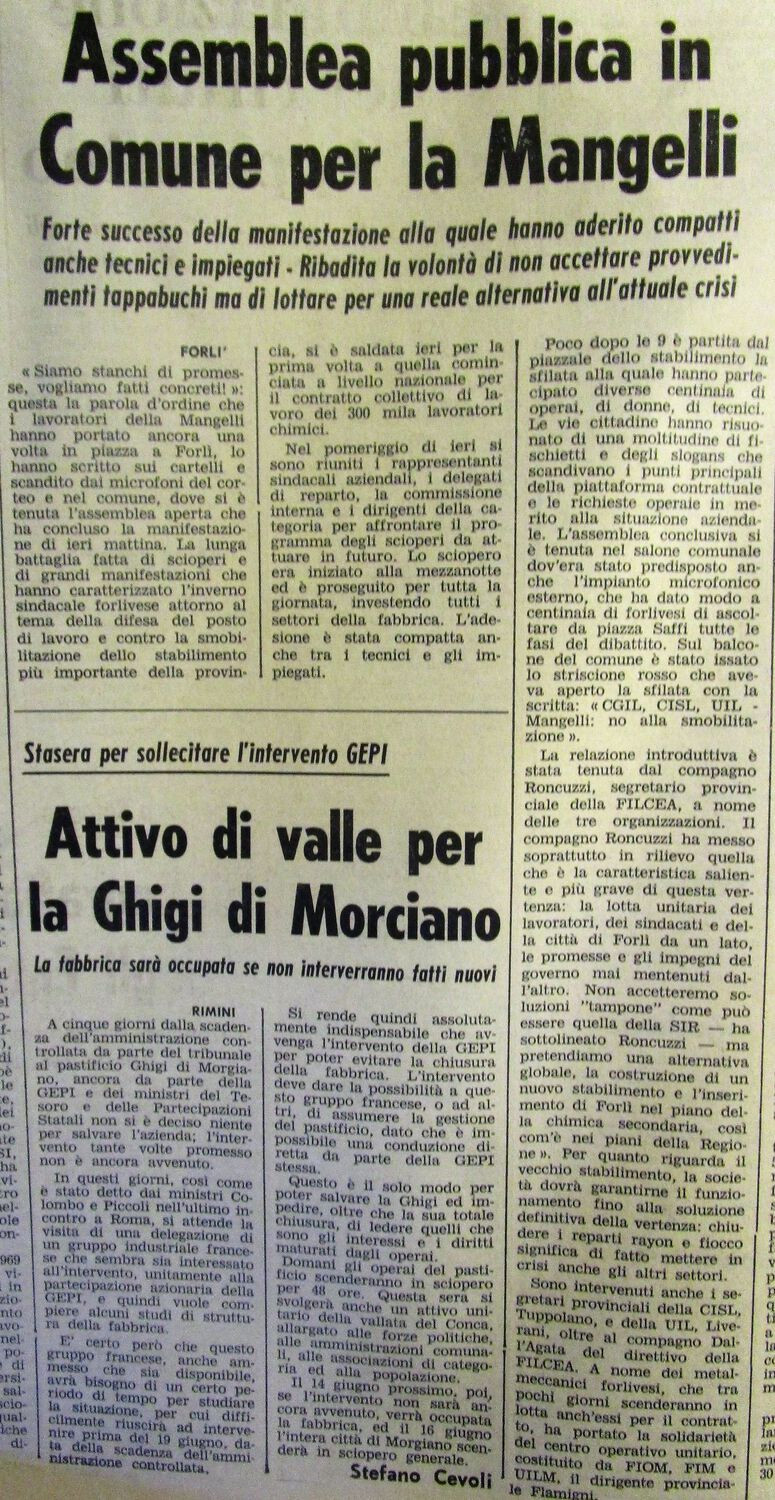 Assemblea pubblica in
Comune per la Mangelli
Forte successo della manifestazione alla quale hanno aderito compatti
anche tecnici e impiegati - Ribadita la volontà di non accettare provvedi-
menti tappabuchi ma di lottare per una reale alternativa all'attuale crisi
FORLI'
« Siamo stanchi di promes-
se, vogliamo fatti concreti! »:
questa la parola d'ordine che
i lavoratori della Mangelli
hanno portato ancora una
volta in piazza a Forlì, lo
hanno scritto sui cartelli e
scandito dai microfoni del cor-
teo e nel comune, dove si è
tenuta l'assemblea aperta che
ha concluso la manifestazio-
ne di ieri mattina. La lunga
battaglia fatta di scioperi e
di grandi manifestazioni che
hanno caratterizzato l'inverno
sindacale forlivese attorno al
tema della difesa del posto
di lavoro e contro la smobi-
litazione dello stabilimento
più importante della provin-
cia, si è saldata ieri per la
prima volta a quella comin-
ciata a livello nazionale per
il contratto collettivo di la-
voro dei 300 mila lavoratori
chimici.
Nel pomeriggio di ieri si
sono riuniti i rappresentanti
sindacali aziendali, i delegati
di reparto, la commissione
interna e i dirigenti della ca-
tegoria per affrontare il pro-
gramma degli scioperi da at-
tuare in futuro. Lo sciopero
era iniziato alla mezzanotte
ed è proseguito per tutta la
giornata, investendo tutti i
settori della fabbrica. L'ade-
sione è stata compatta an-
che tra i tecnici e gli im-
piegati.
Poco dopo le 9 è partita dal
piazzale dello stabilimento la
sfilata alla quale hanno parte-
cipato diverse centinaia di
operai, di donne, di tecnici.
Le vie cittadine hanno risuo-
nato di una moltitudine di fi-
schietti e degli slogans che
scandivano i punti principali
della piattaforma contrattuale
e le richieste operaie in me-
rito alla situazione azienda-
le. L'assemblea conclusiva si
è tenuta nel salone comunale
dov'era stato predisposto an-
che l'impianto microfonico
esterno, che ha dato modo a
centinaia di forlivesi di ascol-
tare da piazza Saffi tutte le
fasi del dibattito. Sul balco-
ne del comune è stato issato
lo striscione rosso che ave-
va aperto la sfilata con la
scritta: « CGIL, CISL, UIL -
Mangelli: no alla smobilita-
zione ».
La relazione introduttiva è
stata tenuta dal compagno
Roncuzzi, segretario provin-
ciale della FILCEA, a nome
delle tre organizzazioni. Il
compagno Roncuzzi ha messo
soprattutto in rilievo quella
che è la caratteristica salien-
te e più grave di questa ver-
tenza: la lotta unitaria dei
lavoratori, dei sindacati e del-
la città di Forlì da un lato,
le promesse e gli impegni del
governo mai mentenuti dal-
l'altro. Non accetteremo so-
luzioni "tampone" come può
essere quella della SIR — ha
sottolineato Roncuzzi — ma
pretendiamo una alternativa
globale, la costruzione di un
nuovo stabilimento e l'inseri-
mento di Forlì nel piano del-
la chimica secondaria, così
com'è nei piani della Regio-
ne ». Per quanto riguarda il
vecchio stabilimento, la socie-
tà dovrà garantirne il funzio-
namento fino alla soluzione
definitiva della vertenza: chiu-
dere i reparti rayon e fiocco
significa di fatto mettere in
crisi anche gli altri settori.
Sono intervenuti anche i se-
gretari provinciali della CISL,
Tuppolano, e della UIL, Live-
rani, oltre al compagno Dal-
l'Agata del direttivo della
FILCEA. A nome dei metal-
meccanici forlivesi, che tra
pochi giorni scenderanno in
lotta anch'essi per il contrat-
to, ha portato la solidarietà
del centro operativo unitario,
costituito da FIOM, FIM e
UILM, il dirigente provincia-
le Flamigni.
Stasera per sollecitare l'intervento GEPI
Attivo di valle per
la Ghigi di Morciano
La fabbrica sarà occupata se non interverranno fatti nuovi
RIMINI
A cinque giorni dalla scaden-
za dell'amministrazione con-
trollata da parte del tribunale
al pastificio Ghigi di Morgia-
no, ancora da parte della
GEPI e dei ministri del Te-
soro e delle Partecipazioni
Statali non si è deciso niente
per salvare l'azienda; l'inter-
vento tante volte promesso
non è ancora avvenuto.
In questi giorni, così come
è stato detto dai ministri Co-
lombo e Piccoli nell'ultimo in-
contro a Roma, si attende la
visita di una delegazione di
un gruppo industriale france-
se che sembra sia interessato
all'intervento, unitamente alla
partecipazione azionaria della
GEPI, e quindi vuole com-
piere alcuni studi di struttu-
ra della fabbrica.
E' certo però che questo
gruppo francese, anche am-
messo che sia disponibile,
avrà bisogno di un certo pe-
riodo di tempo per studiare
la situazione, per cui diffi-
cilmente riuscirà ad interve-
nire prima del 19 giugno, da-
ta della scadenza dell'ammi-
nistrazione controllata.
Si rende quindi assoluta-
mente indispensabile che av-
venga l'intervento della GEPI
per poter evitare la chiusura
della fabbrica. L'intervento
deve dare la possibilità a que-
sto gruppo francese, o ad al-
tri, di assumere la gestione
del pastificio, dato che è im-
possibile una conduzione di-
retta da parte della GEPI
stessa.
Questo è il solo modo per
poter salvare la Ghigi ed im-
pedire, oltre che la sua totale
chiusura, di ledere quelli che
sono gli interessi e i diritti
maturati dagli operai.
Domani gli operai del pasti-
ficio scenderanno in sciopero
per 48 ore. Questa sera si
svolgerà anche un attivo uni-
tario della vallata del Conca,
allargato alle forze politiche,
alle amministrazioni comuna-
li, alle associazioni di catego-
ria ed alla popolazione.
Il 14 giugno prossimo, poi,
se l'intervento non sarà an-
cora avvenuto, verrà occupata
la fabbrica, ed il 16 giugno
l'intera città di Morgiano scen-
derà in sciopero generale.
Stefano Cevoli